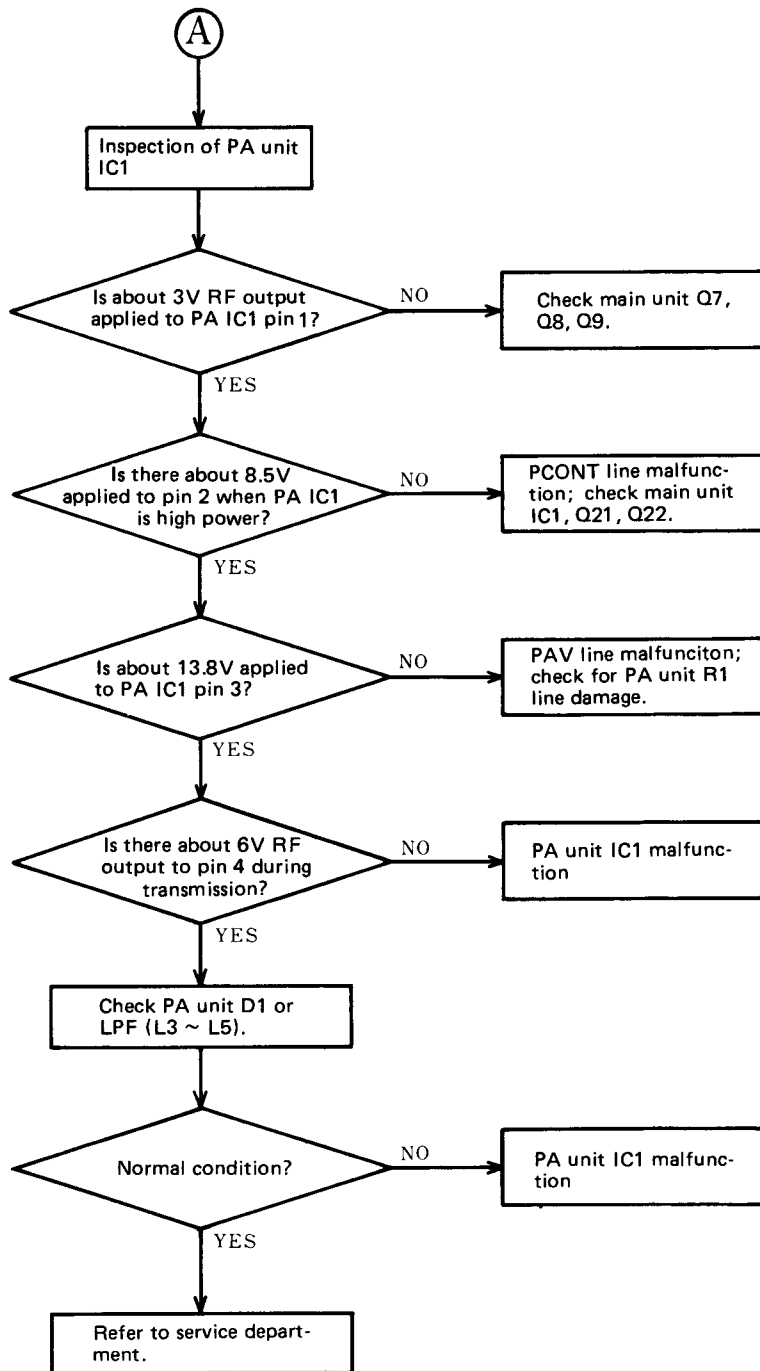 A
Inspection of PA unit
IC1
Is about 3V RF output
applied to PA IC1 pin 1?
NO
Check main unit Q7,
Q8, Q9.
YES
Is there about 8.5V
applied to pin 2 when PA IC1
is high power?
NO
PCONT line malfunc-
tion; check main unit
IC1, Q21, Q22.
YES
Is about 13.8V applied
to PA IC1 pin 3?
NO
PAV line malfunciton;
check for PA unit R1
line damage.
YES
Is there about 6V RF
output to pin 4 during
transmission?
NO
PA unit IC1 malfunc-
tion
YES
Check PA unit D1 or
LPF (L3 ~ L5).
Normal condition?
NO
PA unit IC1 malfunc-
tion
YES
Refer to service depart-
ment.